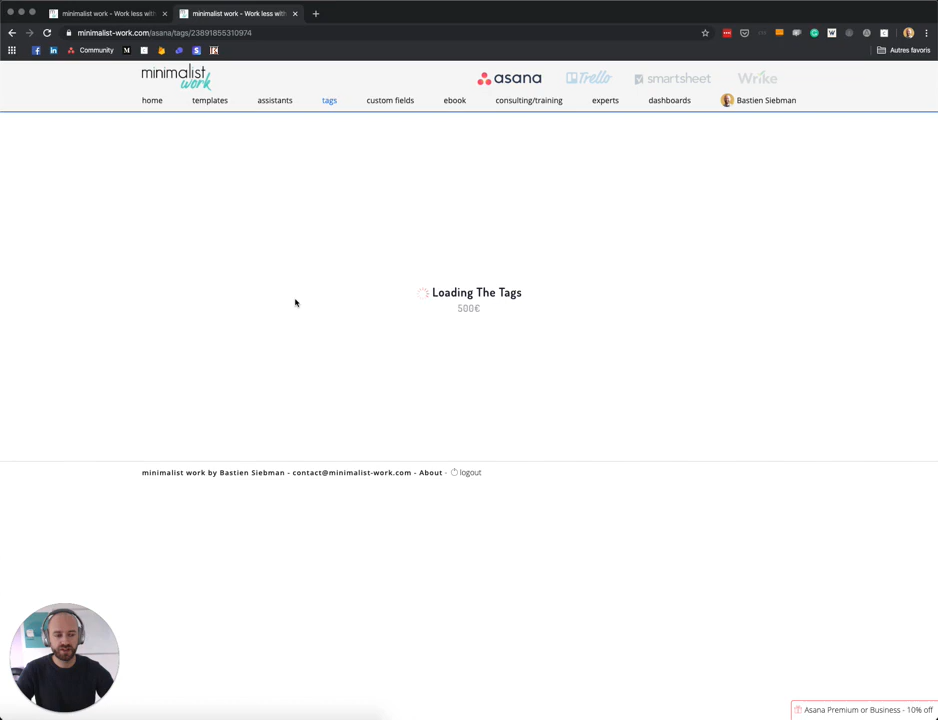 minimalist work - Work less with
minimalist work - Work less with
minimalist-work.com/asana/tags/23891855310974
Community
Autres favoris
minimalist work
asana
Trello
smartsheet
Wrike
home
templates
assistants
tags
custom fields
ebook
consulting/training
experts
dashboards
Bastien Siebman
Loading The Tags
500€
minimalist work by Bastien Siebman - contact@minimalist-work.com - About - logout
Asana Premium or Business - 10% off